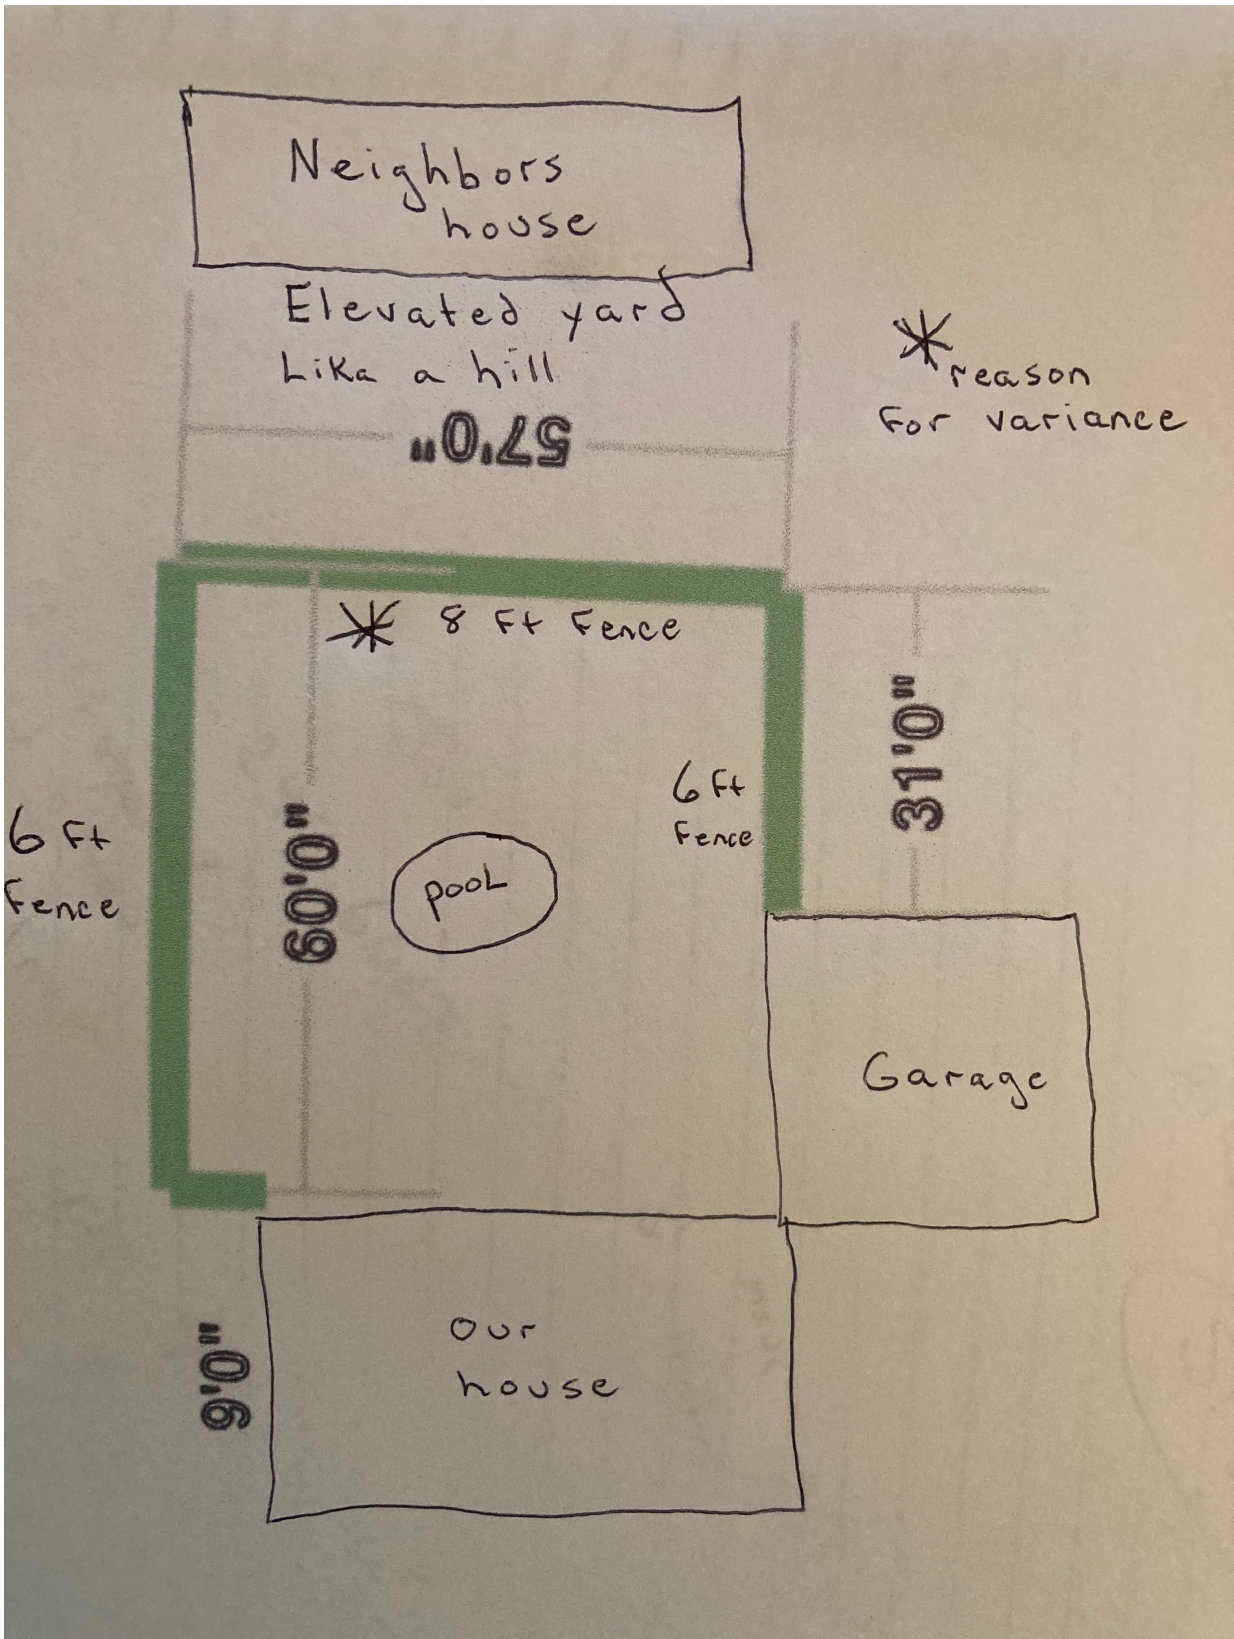 Neighbors
house
Elevated yard
Lika a hill
* reason
For variance
57'0"
* 8 Ft Fence
31'0"
6 Ft
Fence
6 Ft
Fence
60'0"
pooL
Garage
our
house
9'0"